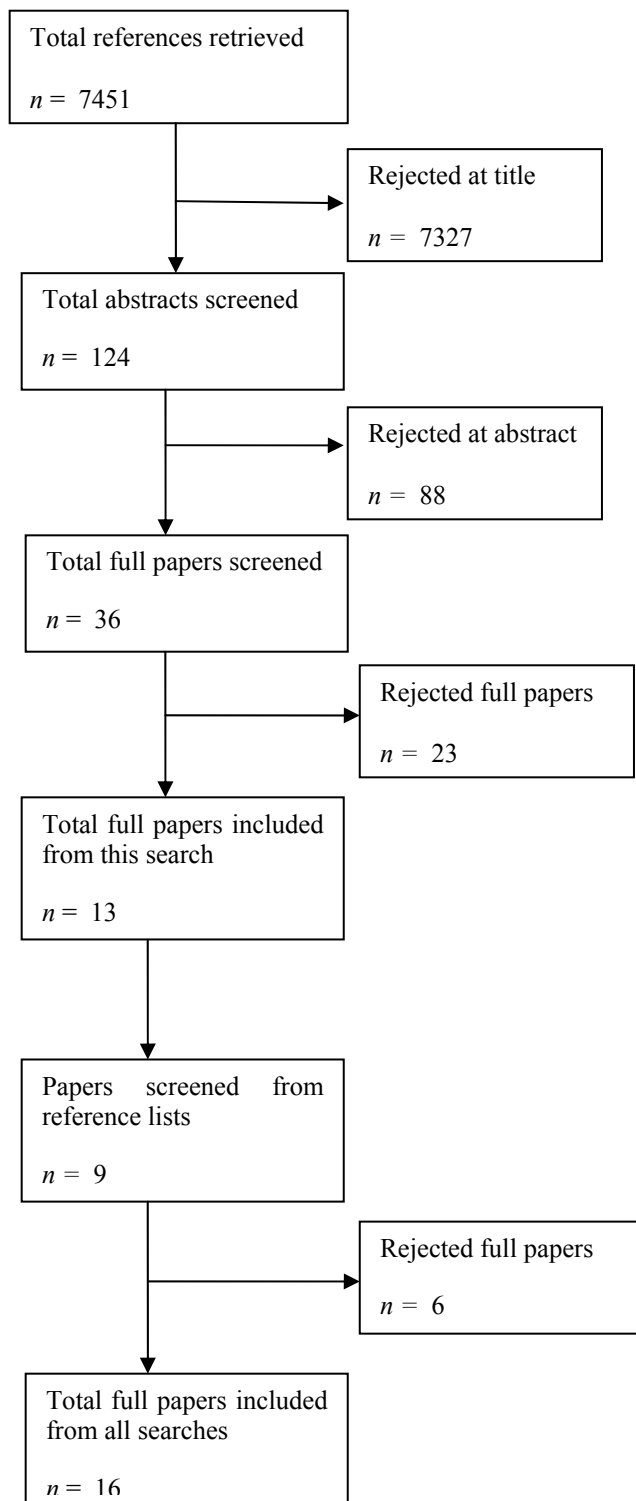 Total references retrieved
n = 7451
Rejected at title
n = 7327
Total abstracts screened
n = 124
Rejected at abstract
n = 88
Total full papers screened
n = 36
Rejected full papers
n = 23
Total full papers included
from this search
n = 13
Papers screened from
reference lists
n = 9
Rejected full papers
n = 6
Total full papers included
from all searches
n = 16